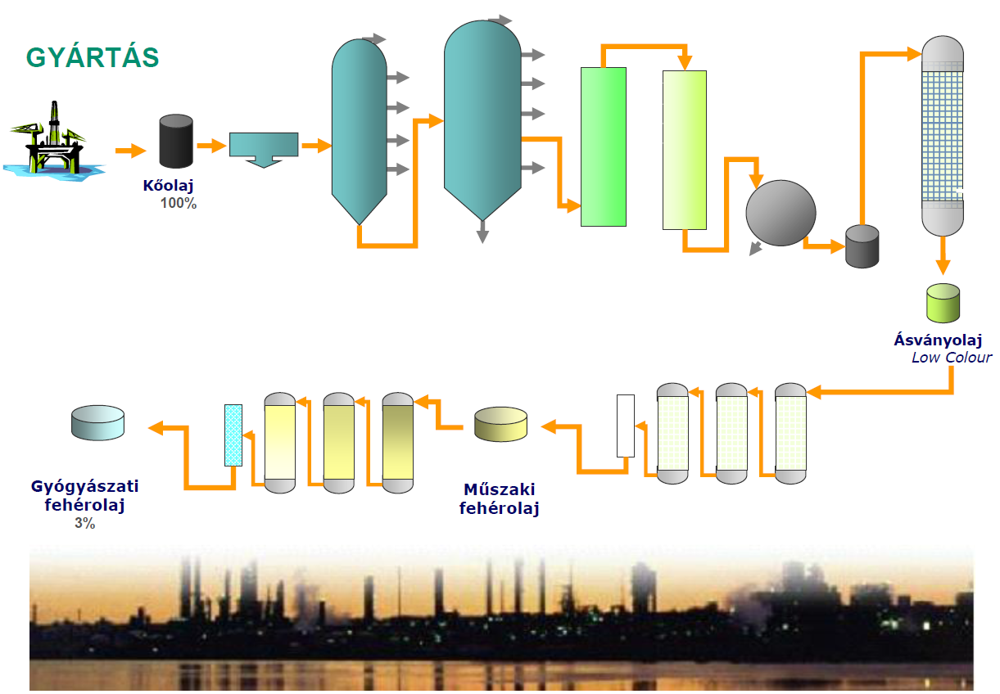 GYÁRTÁS
Kőolaj
100%
Ásványolaj
Low Colour
Gyógyászati
fehérolaj
3%
Műszaki
fehérolaj